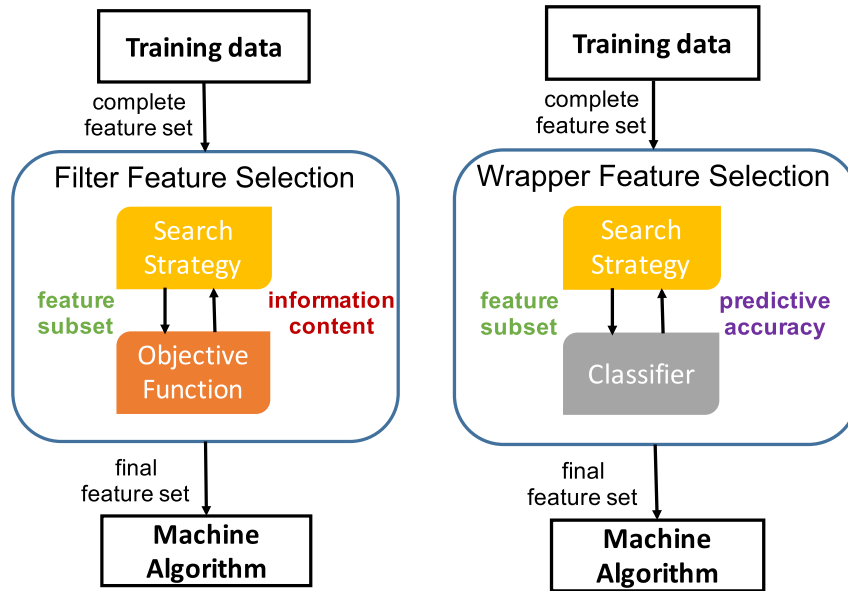 Training data
complete
feature set
Filter Feature Selection
Search
Strategy
feature
subset
information
content
Objective
Function
final
feature set
Machine
Algorithm
Training data
complete
feature set
Wrapper Feature Selection
Search
Strategy
feature
subset
predictive
accuracy
Classifier
final
feature set
Machine
Algorithm